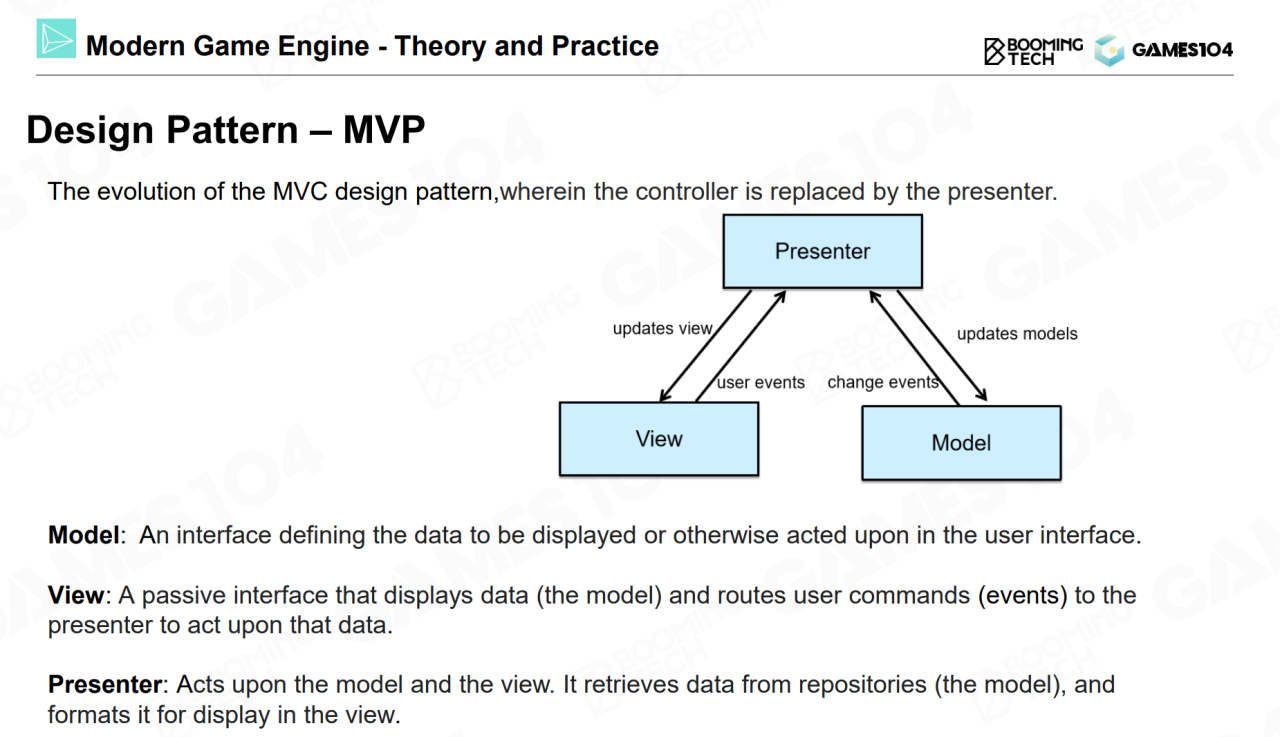 Modern Game Engine - Theory and Practice
BOOMING
TECH
GAMES104
Design Pattern – MVP
The evolution of the MVC design pattern,wherein the controller is replaced by the presenter.
Presenter
updates view
updates models
user events
change events
View
Model
Model:  An interface defining the data to be displayed or otherwise acted upon in the user interface.
View: A passive interface that displays data (the model) and routes user commands (events) to the
presenter to act upon that data.
Presenter: Acts upon the model and the view. It retrieves data from repositories (the model), and
formats it for display in the view.